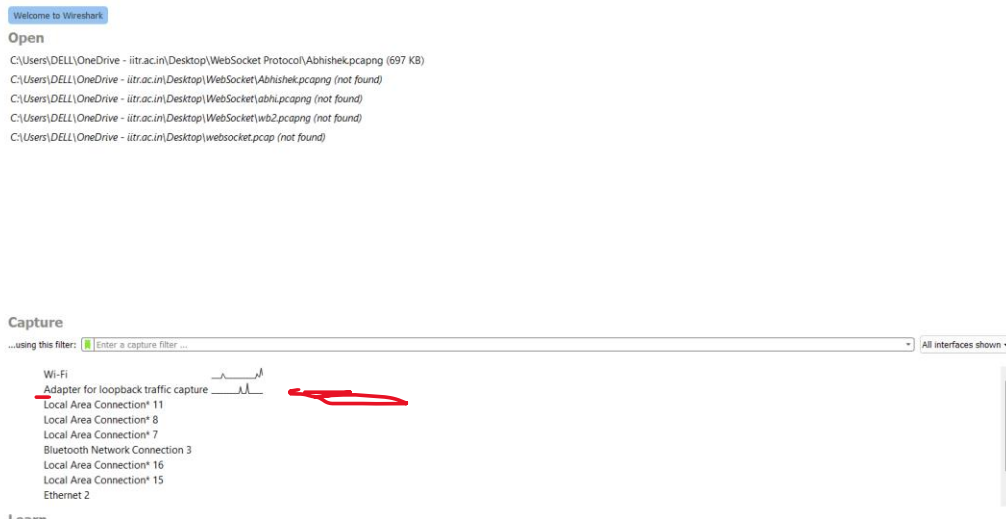 Welcome to Wireshark
Open
C:\Users\DELL\OneDrive - iitr.ac.in\Desktop\WebSocket Protocol\Abhishek.pcapng (697 KB)
C:\Users\DELL\OneDrive - iitr.ac.in\Desktop\WebSocket\Abhishek.pcapng (not found)
C:\Users\DELL\OneDrive - iitr.ac.in\Desktop\WebSocket\abhi.pcapng (not found)
C:\Users\DELL\OneDrive - iitr.ac.in\Desktop\WebSocket\wb2.pcapng (not found)
C:\Users\DELL\OneDrive - iitr.ac.in\Desktop\websocket.pcap (not found)
Capture
...using this filter: Enter a capture filter ... All interfaces shown
Wi-Fi
Adapter for loopback traffic capture
Local Area Connection* 11
Local Area Connection* 8
Local Area Connection* 7
Bluetooth Network Connection 3
Local Area Connection* 16
Local Area Connection* 15
Ethernet 2
Learn